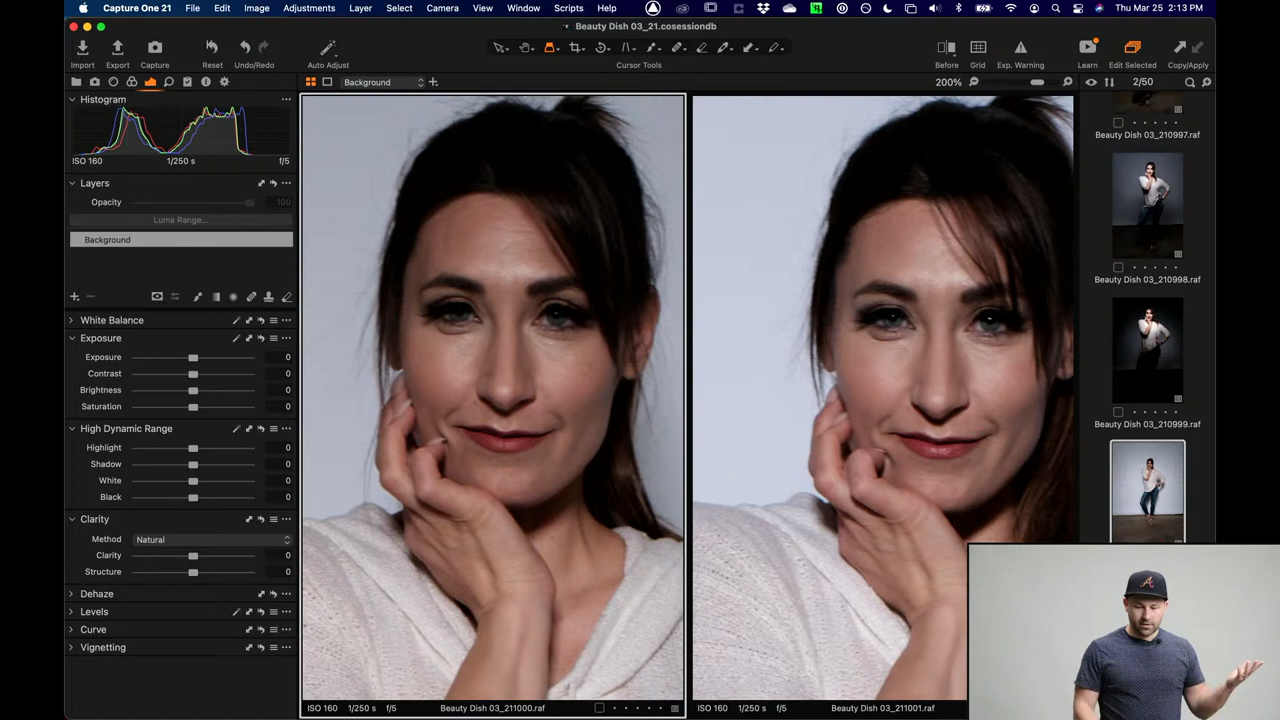 Capture One 21 File Edit Image Adjustments Layer Select Camera View Window Scripts Help Thu Mar 25 2:13 PM
Beauty Dish 03_21.cosessiondb
Import Export Capture Reset Undo/Redo Auto Adjust Cursor Tools Before Grid Exp. Warning Learn Edit Selected Copy/Apply
Background 200% 2/50
Histogram
ISO 160 1/250 s f/5
Layers
Opacity 100
Luma Range...
Background
White Balance
Exposure
Exposure 0
Contrast 0
Brightness 0
Saturation 0
High Dynamic Range
Highlight 0
Shadow 0
White 0
Black 0
Clarity
Method Natural
Clarity 0
Structure 0
Dehaze
Levels
Curve
Vignetting
ISO 160 1/250 s f/5 Beauty Dish 03_211000.raf
ISO 160 1/250 s f/5 Beauty Dish 03_211001.raf
Beauty Dish 03_210997.raf
Beauty Dish 03_210998.raf
Beauty Dish 03_210999.raf
A